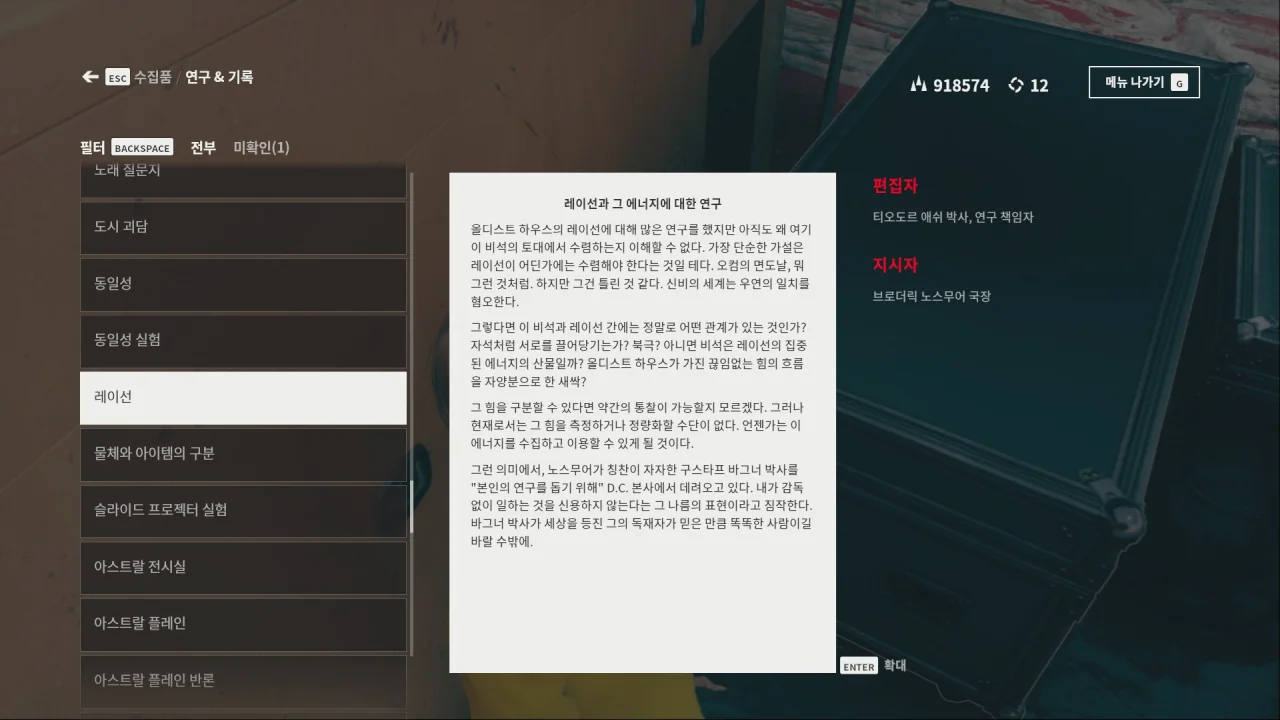 ESC 수집품 / 연구 & 기록
918574 12 메뉴 나가기 G
필터 BACKSPACE 전부 미확인(1)
노래 질문지
도시 괴담
동일성
동일성 실험
레이선
물체와 아이템의 구분
슬라이드 프로젝터 실험
아스트랄 전시실
아스트랄 플레인
아스트랄 플레인 반론
레이선과 그 에너지에 대한 연구
올디스트 하우스의 레이선에 대해 많은 연구를 했지만 아직도 왜 여기
이 비석의 토대에서 수렴하는지 이해할 수 없다. 가장 단순한 가설은
레이선이 어딘가에는 수렴해야 한다는 것일 테다. 오컴의 면도날, 뭐
그런 것처럼. 하지만 그건 틀린 것 같다. 신비의 세계는 우연의 일치를
혐오한다.
그렇다면 이 비석과 레이선 간에는 정말로 어떤 관계가 있는 것인가?
자석처럼 서로를 끌어당기는가? 북극? 아니면 비석은 레이선의 집중
된 에너지의 산물일까? 올디스트 하우스가 가진 끊임없는 힘의 흐름
을 자양분으로 한 새싹?
그 힘을 구분할 수 있다면 약간의 통찰이 가능할지 모르겠다. 그러나
현재로서는 그 힘을 측정하거나 정량화할 수단이 없다. 언젠가는 이
에너지를 수집하고 이용할 수 있게 될 것이다.
그런 의미에서, 노스무어가 칭찬이 자자한 구스타프 바그너 박사를
"본인의 연구를 돕기 위해" D.C. 본사에서 데려오고 있다. 내가 감독
없이 일하는 것을 신용하지 않는다는 그 나름의 표현이라고 짐작한다.
바그너 박사가 세상을 등진 그의 독재자가 믿은 만큼 똑똑한 사람이길
바랄 수밖에.
편집자
티오도르 애쉬 박사, 연구 책임자
지시자
브로더릭 노스무어 국장
ENTER 확대